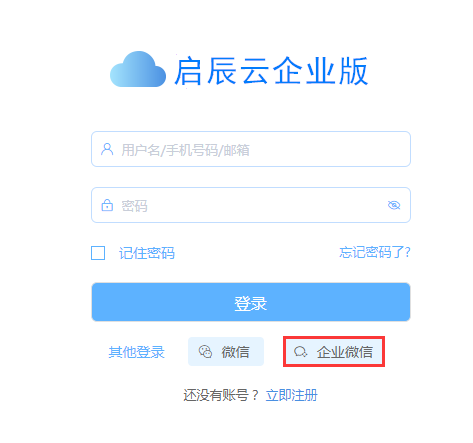 启辰云企业版
用户名/手机号码/邮箱
密码
记住密码 忘记密码了?
登录
其他登录 微信 企业微信
还没有账号？ 立即注册